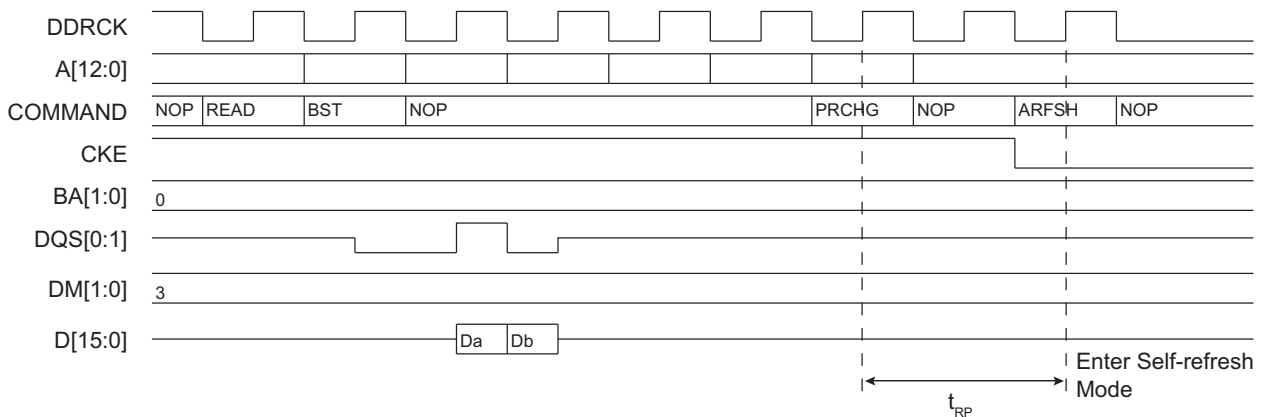 DDRCK
A[12:0]
COMMAND NOP READ BST NOP PRCHG NOP ARFSH NOP
CKE
BA[1:0] 0
DQS[0:1]
DM[1:0] 3
D[15:0] Da Db
Enter Self-refresh
Mode
tRP